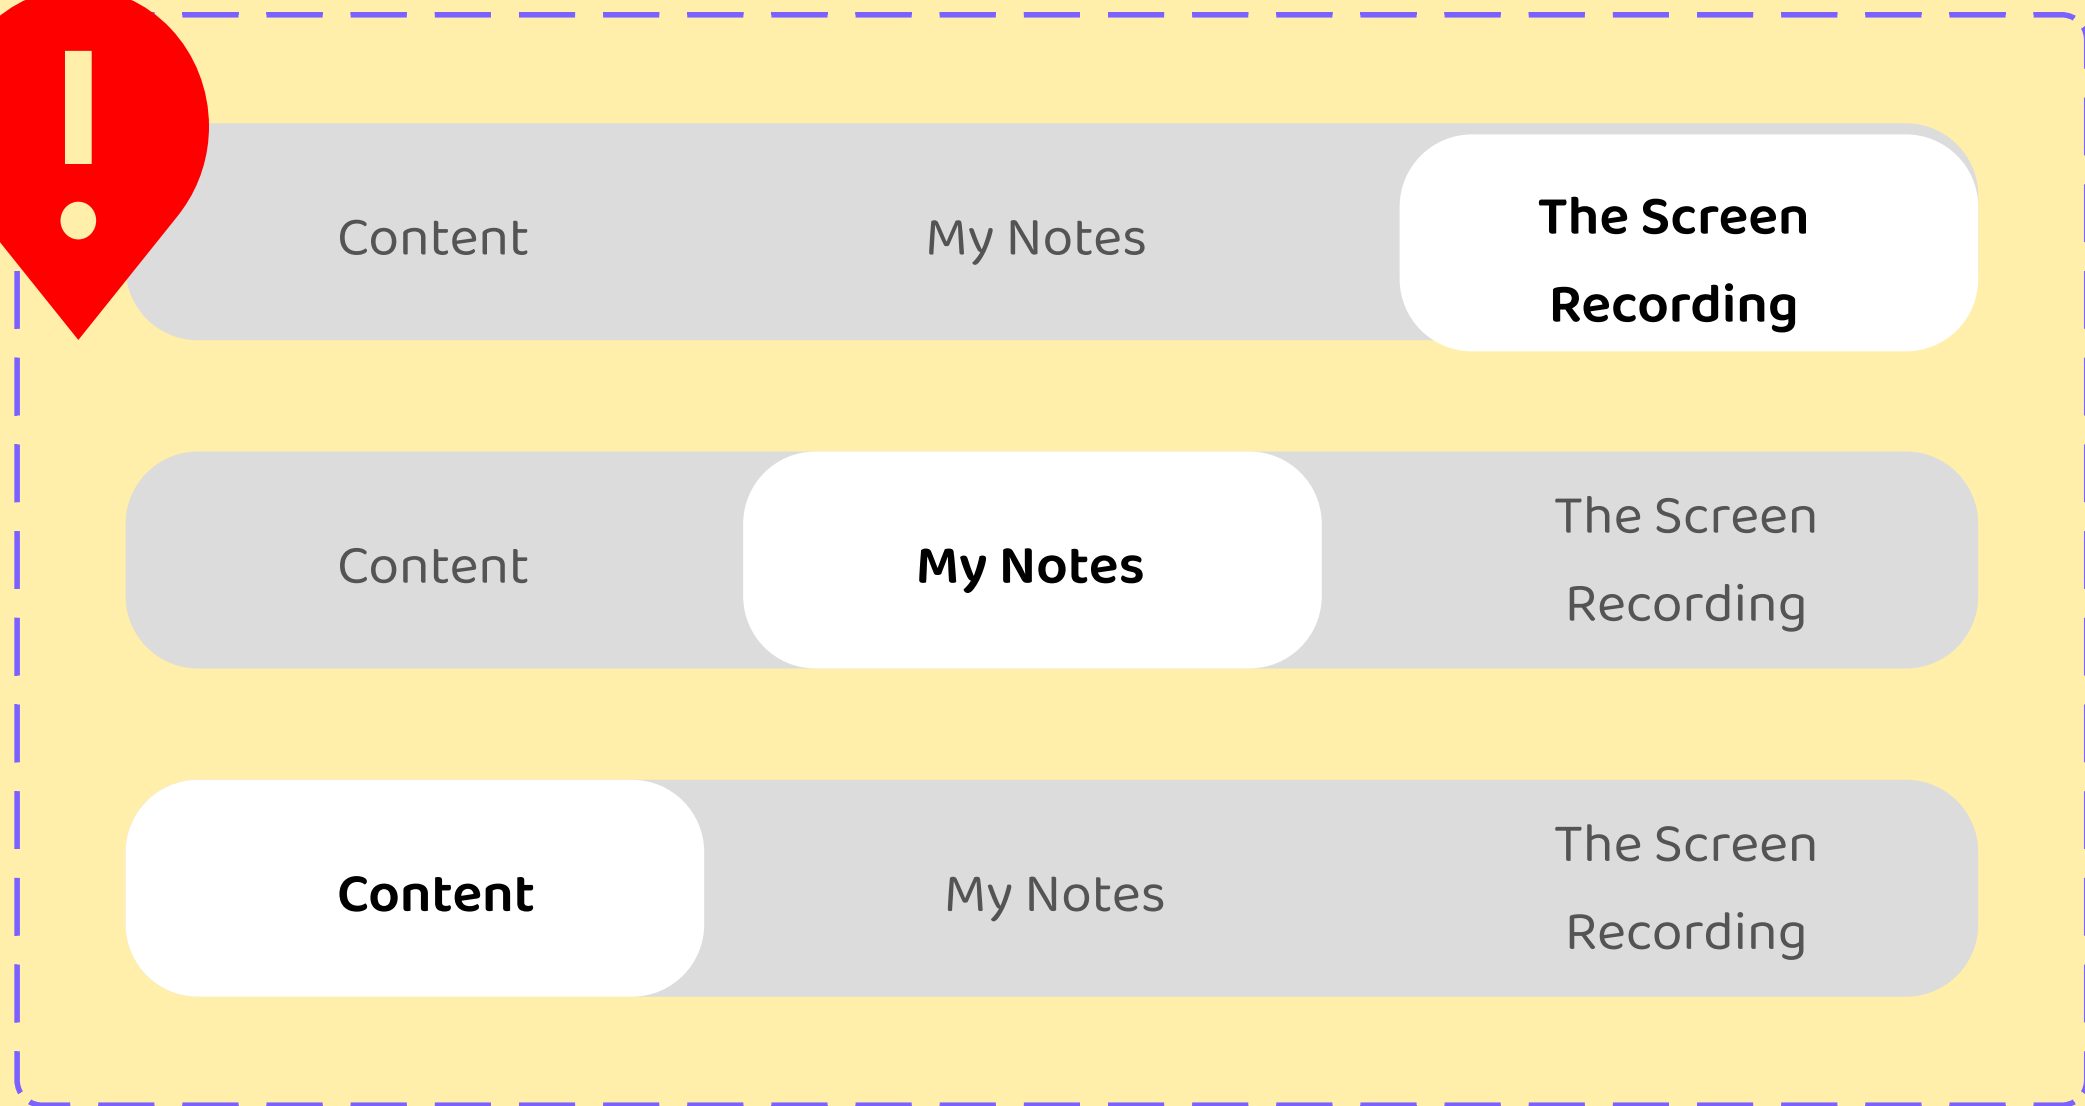 !
Content
My Notes
The Screen
Recording
Content
My Notes
The Screen
Recording
Content
My Notes
The Screen
Recording